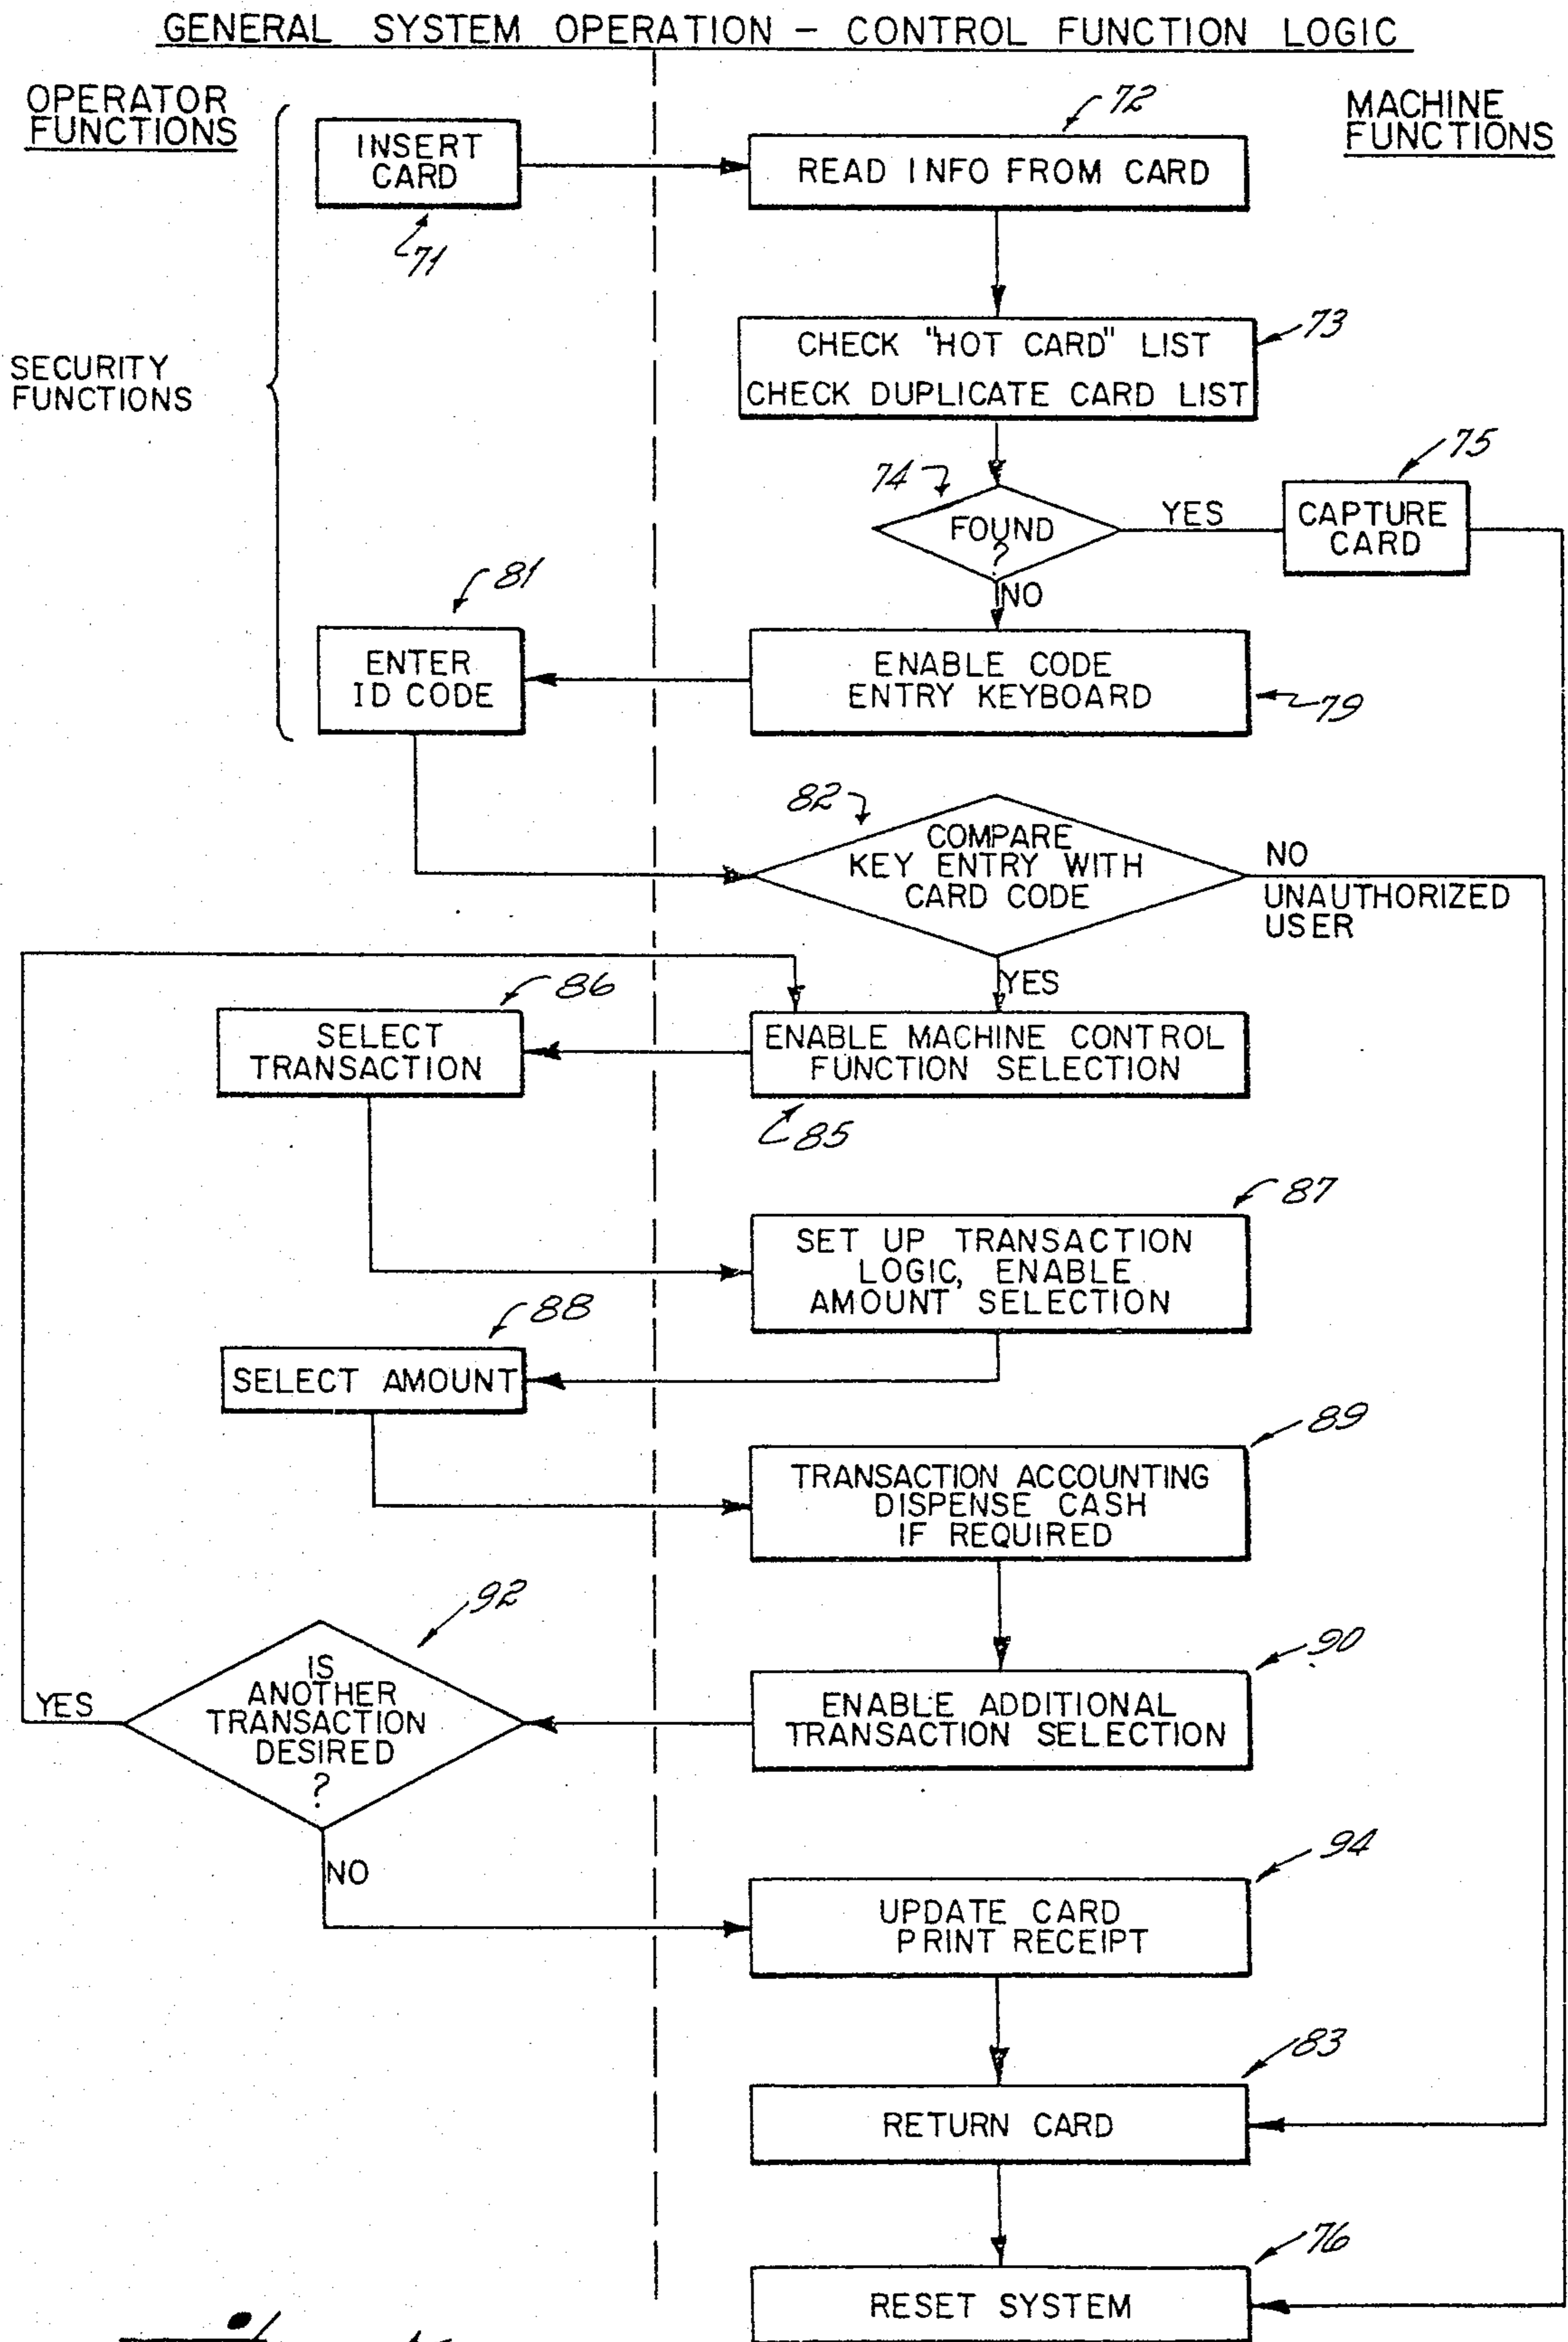 GENERAL SYSTEM OPERATION – CONTROL FUNCTION LOGIC
OPERATOR
FUNCTIONS
MACHINE
FUNCTIONS
72
INSERT
CARD
71
READ INFO FROM CARD
73
CHECK "HOT CARD" LIST
CHECK DUPLICATE CARD LIST
SECURITY
FUNCTIONS
74
FOUND
?
YES
75
CAPTURE
CARD
NO
81
ENTER
ID CODE
ENABLE CODE
ENTRY KEYBOARD
79
82
COMPARE
KEY ENTRY WITH
CARD CODE
NO
UNAUTHORIZED
USER
YES
86
SELECT
TRANSACTION
ENABLE MACHINE CONTROL
FUNCTION SELECTION
85
87
SET UP TRANSACTION
LOGIC, ENABLE
AMOUNT SELECTION
88
SELECT AMOUNT
89
TRANSACTION ACCOUNTING
DISPENSE CASH
IF REQUIRED
92
IS
ANOTHER
TRANSACTION
DESIRED
?
YES
90
ENABLE ADDITIONAL
TRANSACTION SELECTION
NO
94
UPDATE CARD
PRINT RECEIPT
83
RETURN CARD
76
RESET SYSTEM